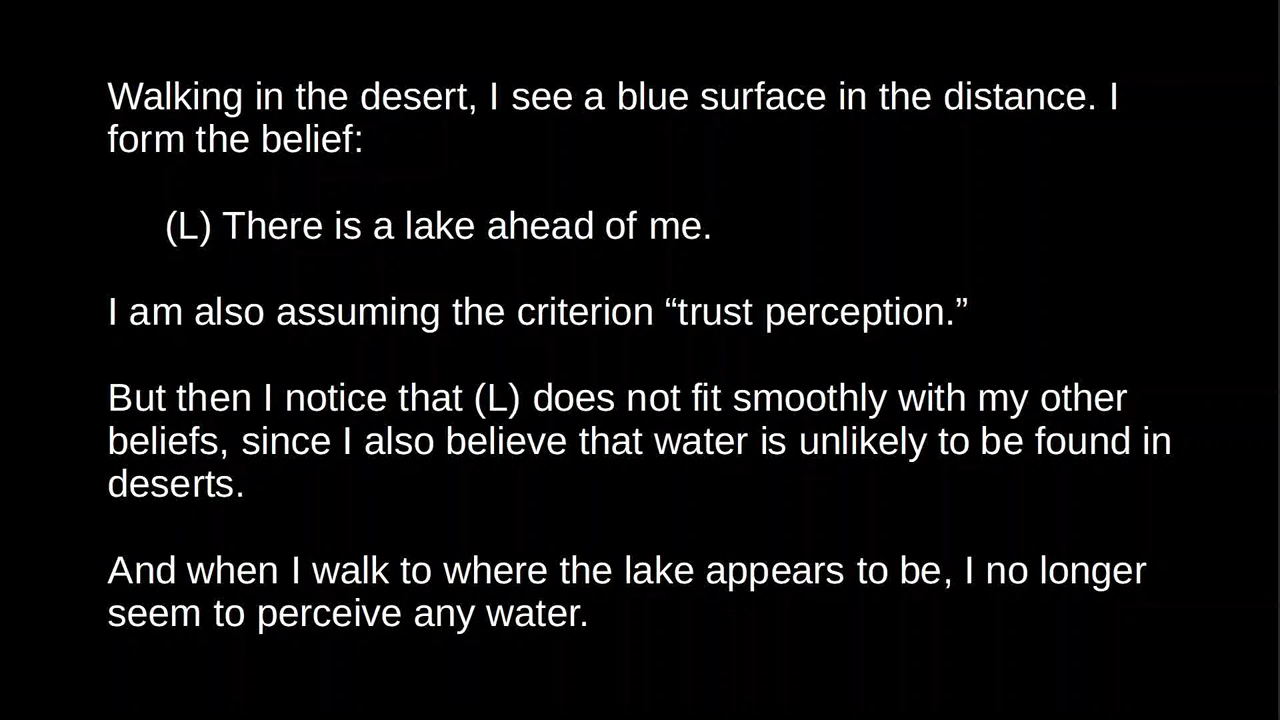 Walking in the desert, I see a blue surface in the distance. I
form the belief:
(L) There is a lake ahead of me.
I am also assuming the criterion “trust perception.”
But then I notice that (L) does not fit smoothly with my other
beliefs, since I also believe that water is unlikely to be found in
deserts.
And when I walk to where the lake appears to be, I no longer
seem to perceive any water.